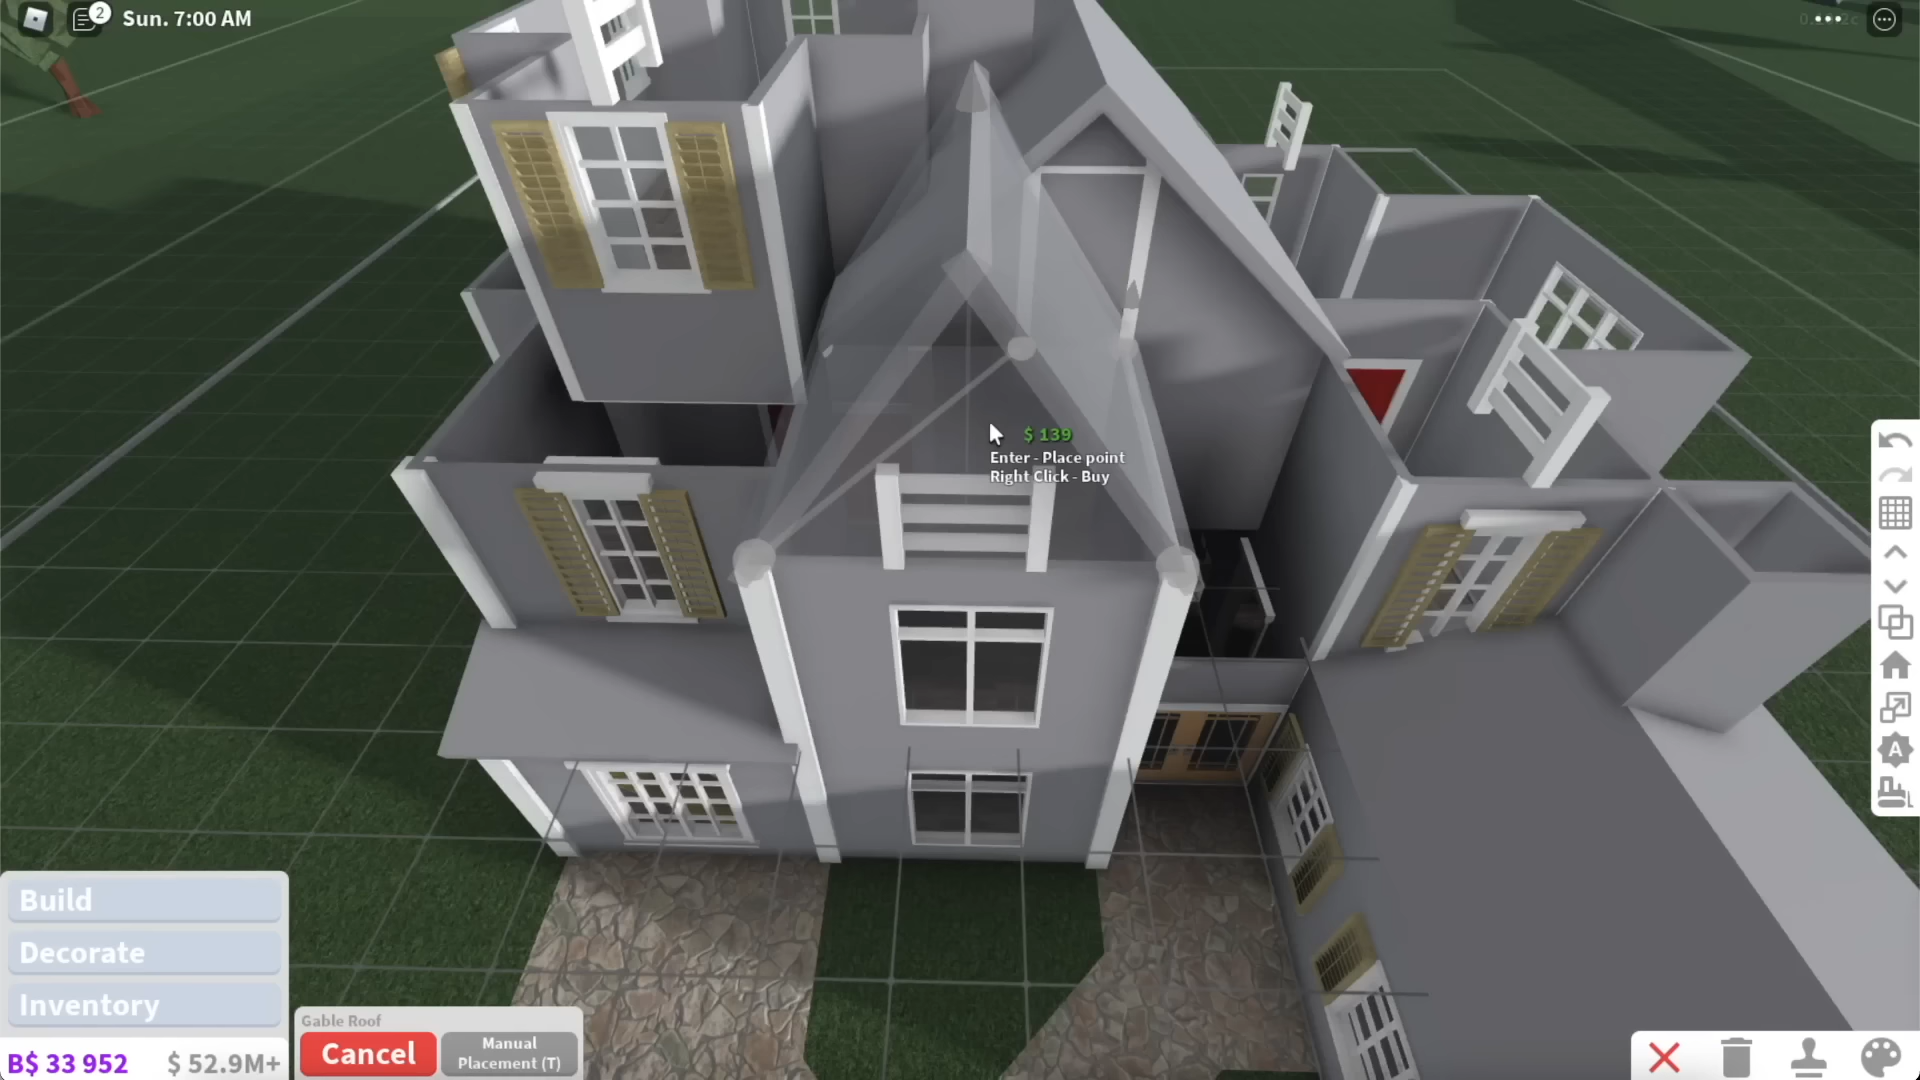 2
Sun. 7:00 AM
$ 139
Enter - Place point
Right Click - Buy
A
Build
Decorate
Inventory
B$ 33 952
$ 52.9M+
Gable Roof
Cancel
Manual
Placement (T)